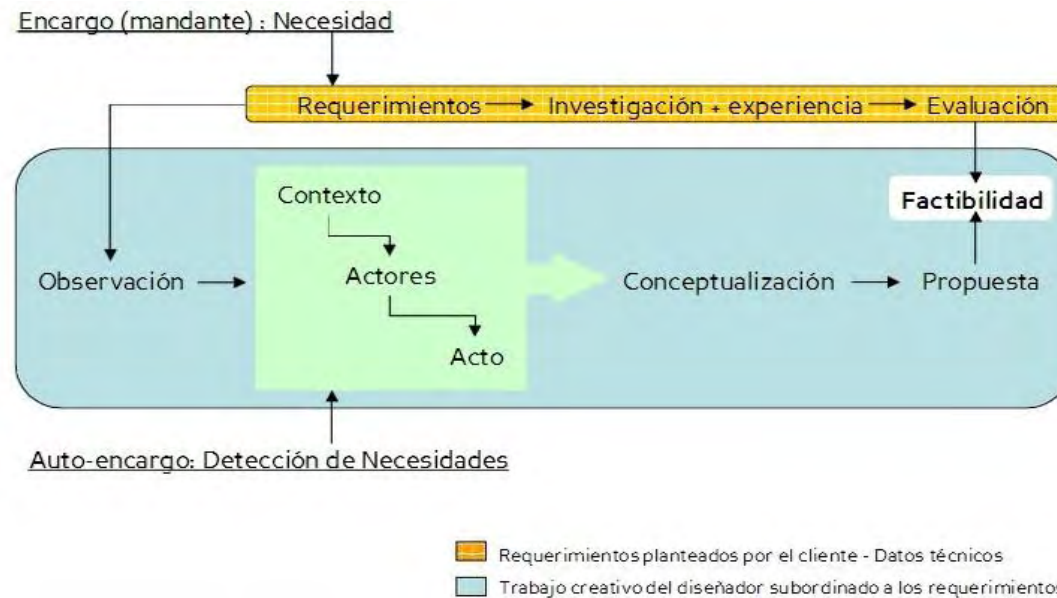 Encargo (mandante) : Necesidad
Requerimientos Investigación + experiencia Evaluación
Contexto
Factibilidad
Observación Actores Conceptualización Propuesta
Acto
Auto-encargo: Detección de Necesidades
Requerimientos planteados por el cliente - Datos técnicos
Trabajo creativo del diseñador subordinado a los requerimientos